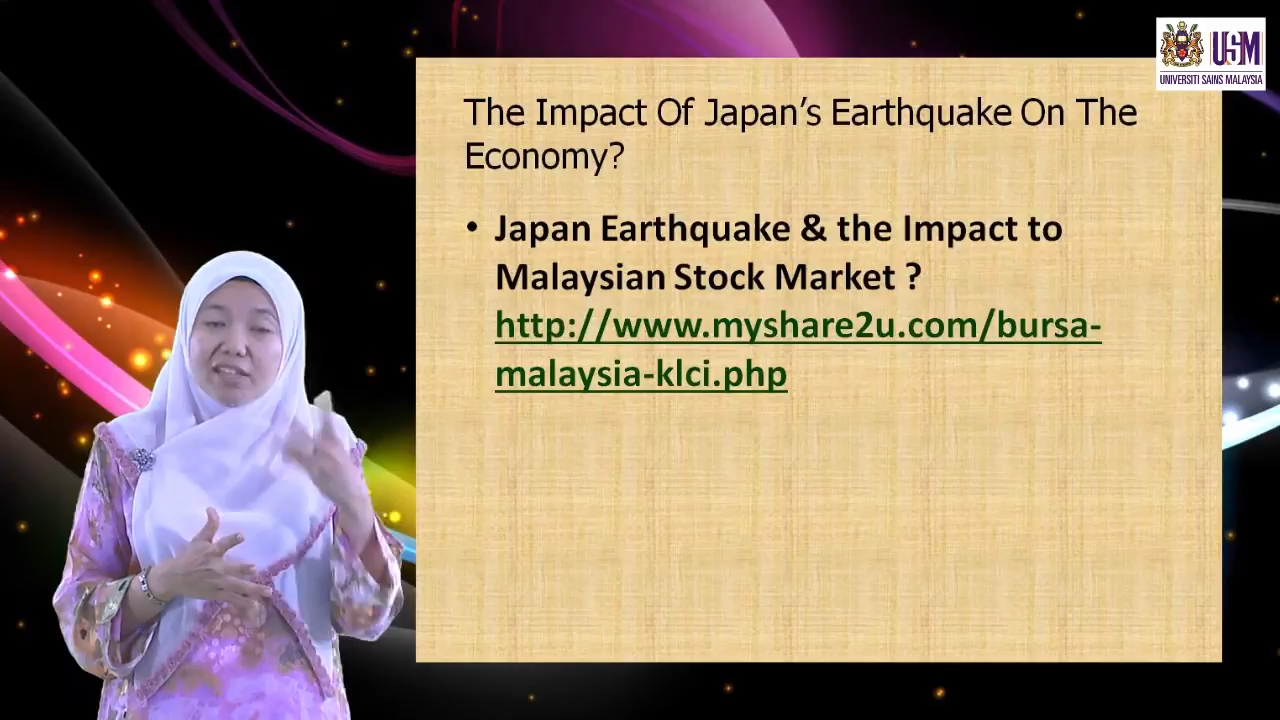 USM
UNIVERSITI SAINS MALAYSIA
The Impact Of Japan’s Earthquake On The
Economy?
• Japan Earthquake & the Impact to
Malaysian Stock Market ?
http://www.myshare2u.com/bursa-
malaysia-klci.php